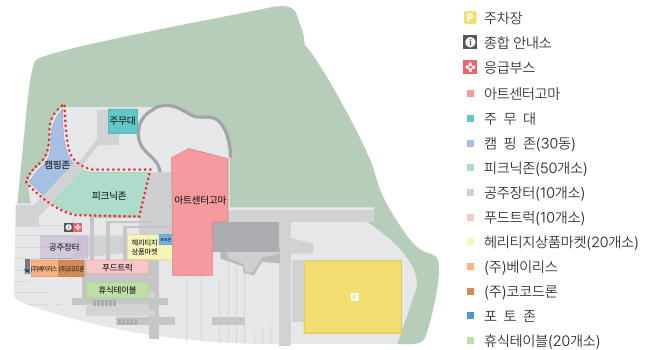 P 주차장
i 종합 안내소
응급부스
아트센터고마
주 무 대
캠 핑 존(30동)
피크닉존(50개소)
공주장터(10개소)
푸드트럭(10개소)
헤리티지상품마켓(20개소)
(주)베이리스
(주)코코드론
포 토 존
휴식테이블(20개소)
주무대
캠핑존
피크닉존
아트센터고마
공주장터
헤리티지
상품마켓
포토존
(주)베이리스
(주)코코드론
푸드트럭
휴식테이블
P